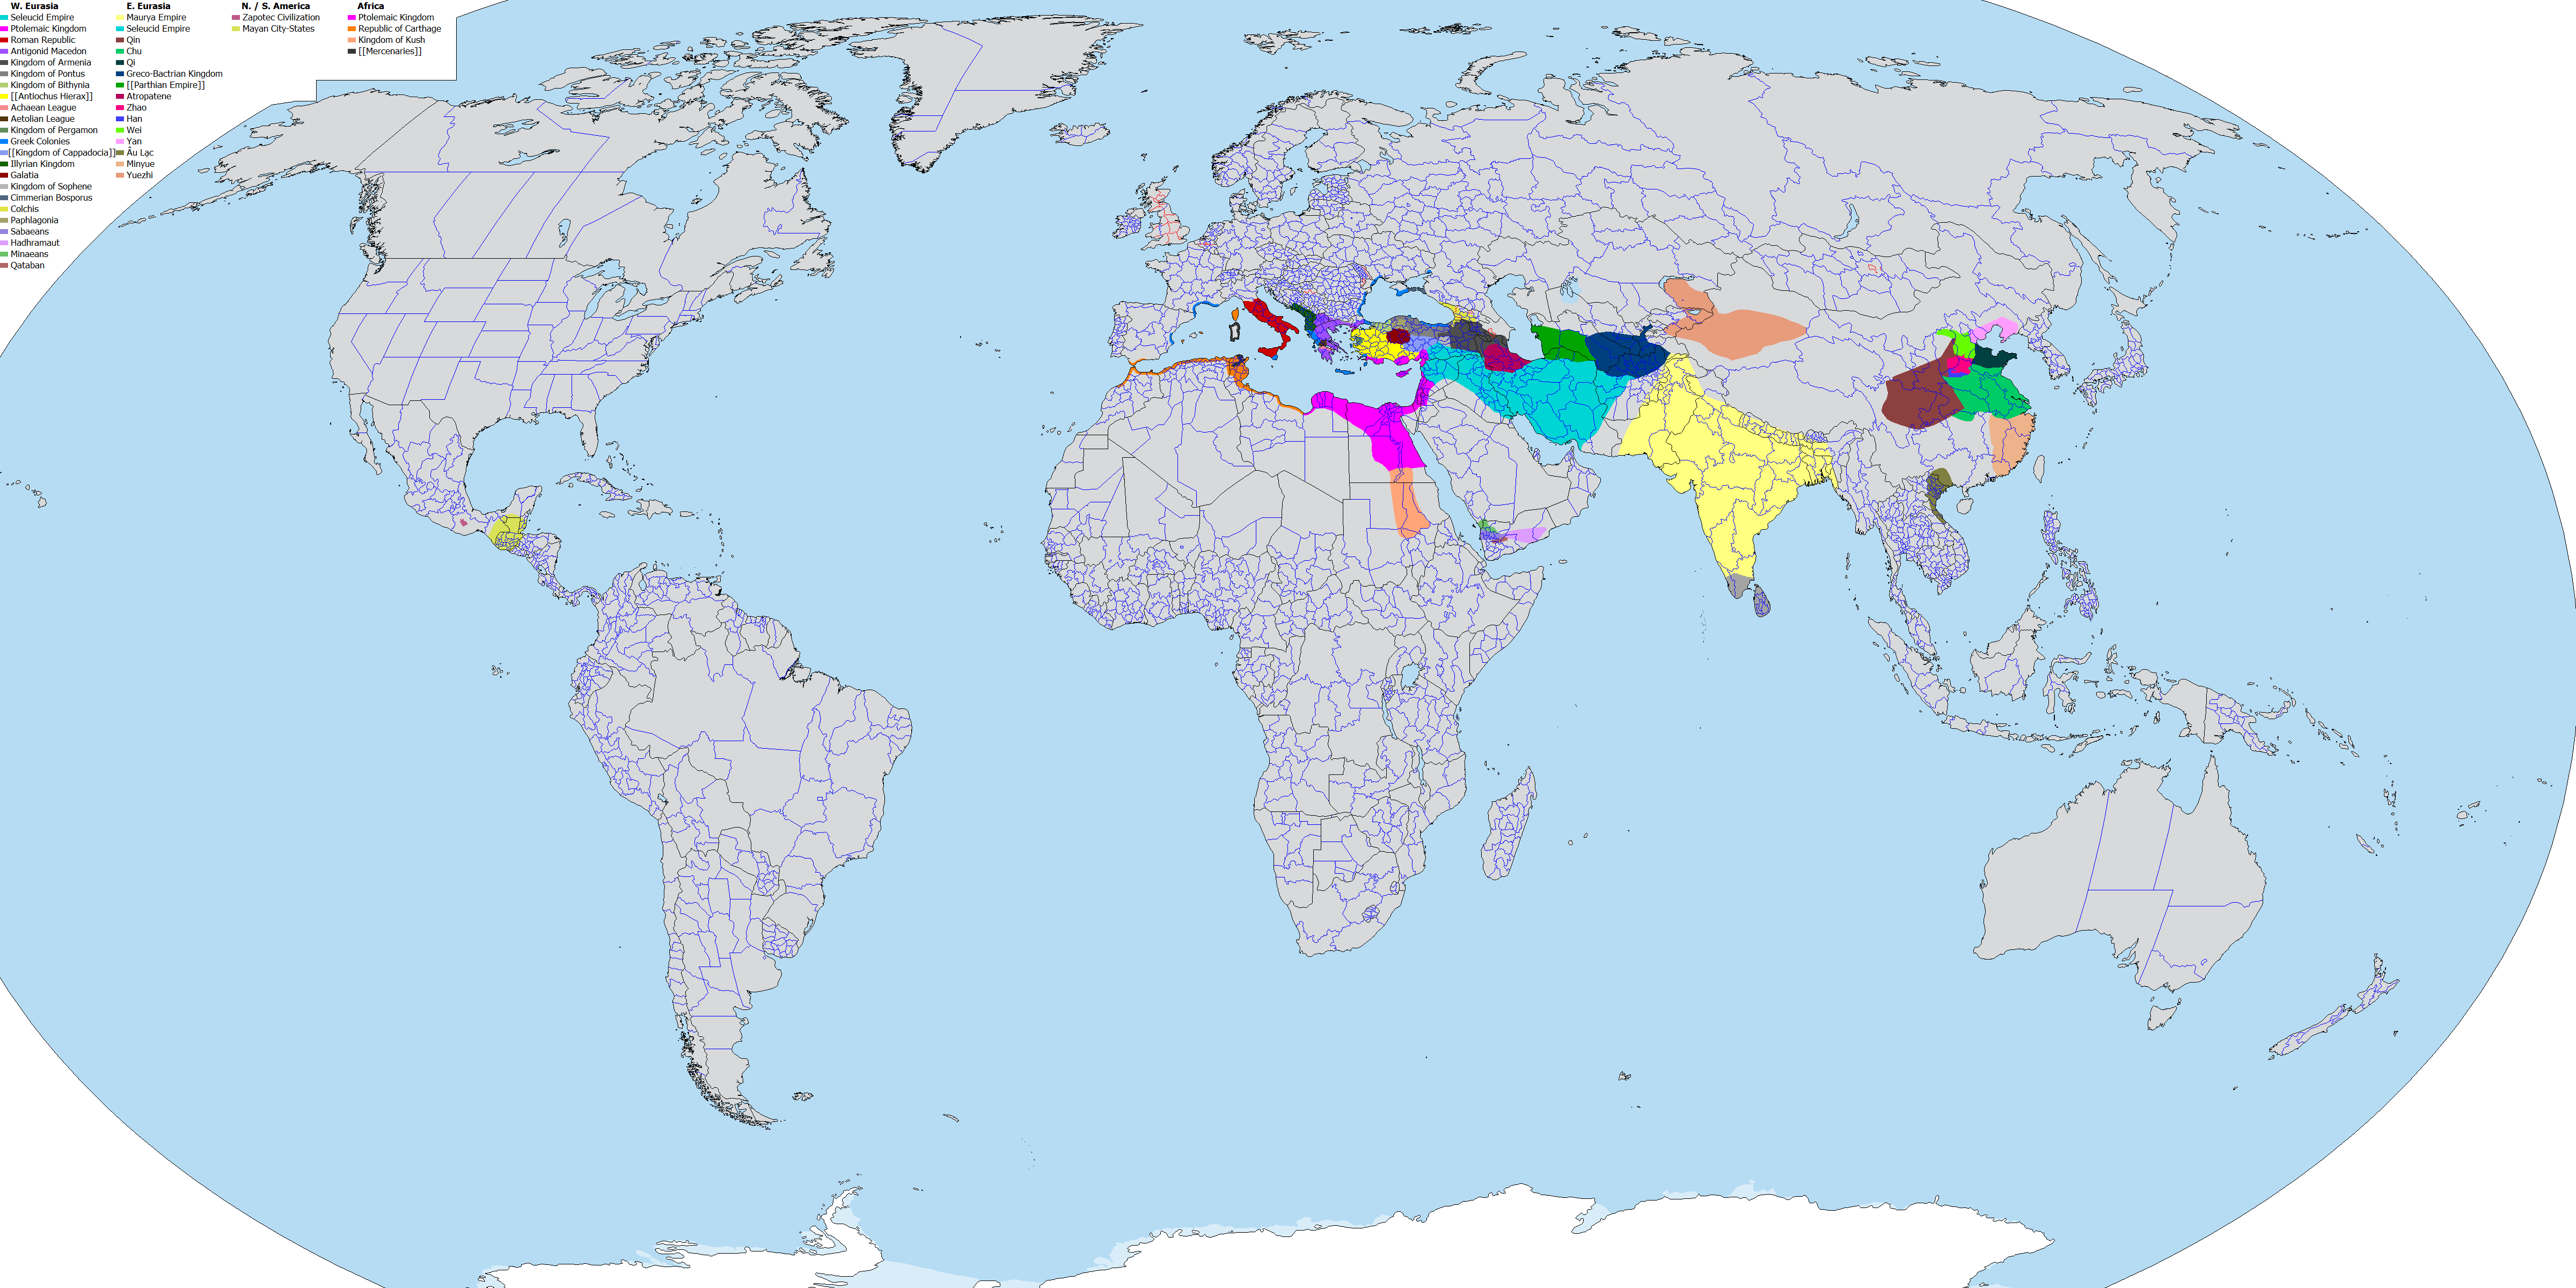 W. Eurasia
Seleucid Empire
Ptolemaic Kingdom
Roman Republic
Antigonid Macedon
Kingdom of Armenia
Kingdom of Pontus
Kingdom of Bithynia
[[Antiochus Hierax]]
Achaean League
Aetolian League
Kingdom of Pergamon
Greek Colonies
[[Kingdom of Cappadocia]]
Illyrian Kingdom
Galatia
Kingdom of Sophene
Cimmerian Bosporus
Colchis
Paphlagonia
Sabaeans
Hadhramaut
Minaeans
Qataban
E. Eurasia
Maurya Empire
Seleucid Empire
Qin
Chu
Qi
Greco-Bactrian Kingdom
[[Parthian Empire]]
Atropatene
Zhao
Han
Wei
Yan
Âu Lạc
Minyue
Yuezhi
N. / S. America
Zapotec Civilization
Mayan City-States
Africa
Ptolemaic Kingdom
Republic of Carthage
Kingdom of Kush
[[Mercenaries]]